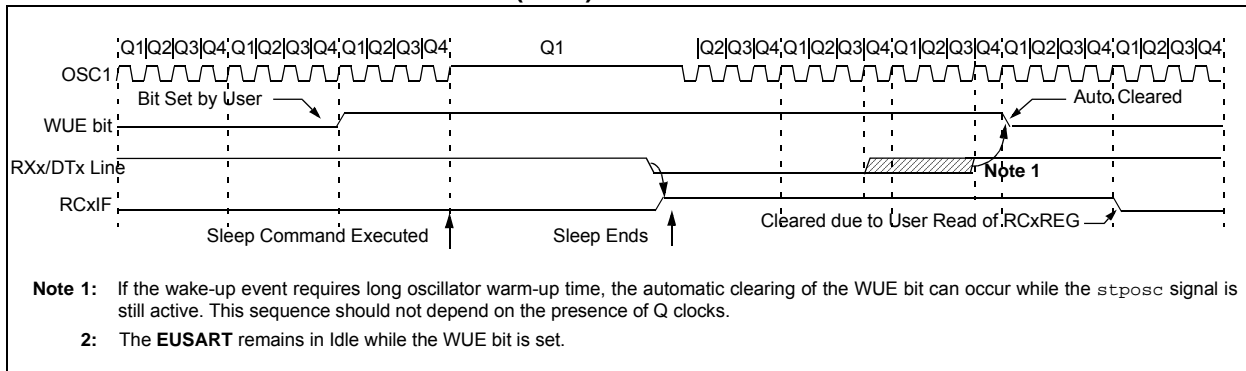 Q1|Q2|Q3|Q4 Q1|Q2|Q3|Q4 Q1|Q2|Q3|Q4 Q1 |Q2|Q3|Q4 Q1|Q2|Q3|Q4 Q1|Q2|Q3|Q4 Q1|Q2|Q3|Q4 Q1|Q2|Q3|Q4
OSC1
Bit Set by User Auto Cleared
WUE bit
RXx/DTx Line
Note 1
RCxIF
Cleared due to User Read of RCxREG
Sleep Command Executed Sleep Ends
Note 1: If the wake-up event requires long oscillator warm-up time, the automatic clearing of the WUE bit can occur while the stposc signal is
still active. This sequence should not depend on the presence of Q clocks.
2: The EUSART remains in Idle while the WUE bit is set.